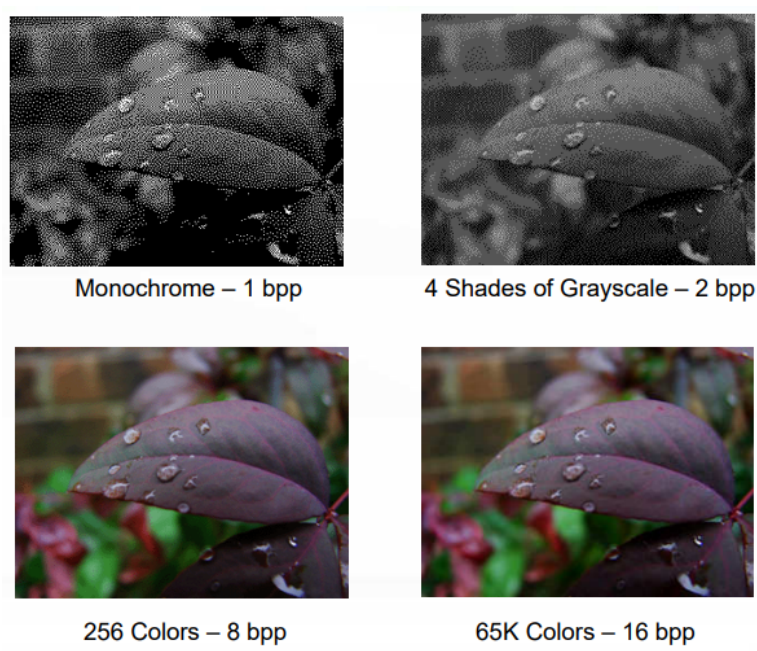 Monochrome – 1 bpp
4 Shades of Grayscale – 2 bpp
256 Colors – 8 bpp
65K Colors – 16 bpp